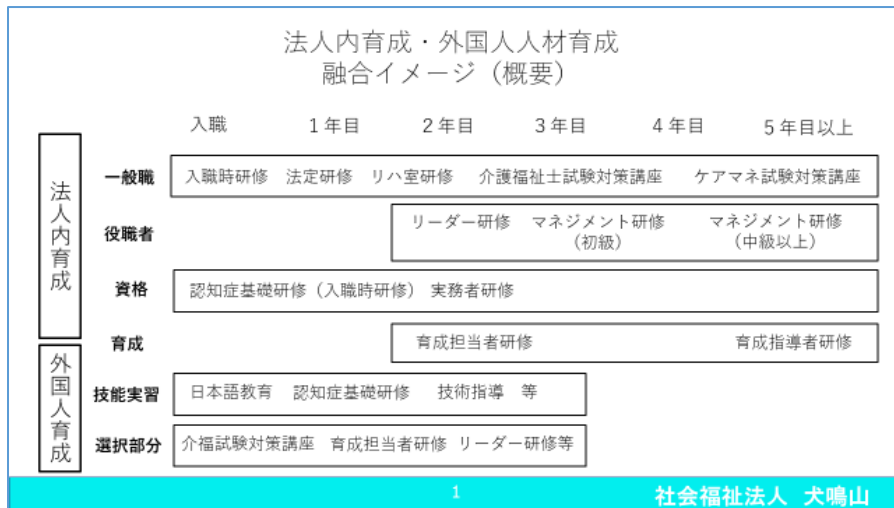 法人内育成・外国人人材育成
融合イメージ（概要）
入職 1年目 2年目 3年目 4年目 5年目以上
法人内育成
一般職 入職時研修 法定研修 リハ室研修 介護福祉士試験対策講座 ケアマネ試験対策講座
役職者 リーダー研修 マネジメント研修 マネジメント研修
（初級） （中級以上）
資格 認知症基礎研修（入職時研修） 実務者研修
育成 育成担当者研修 育成指導者研修
外国人育成
技能実習 日本語教育 認知症基礎研修 技術指導 等
選択部分 介福試験対策講座 育成担当者研修 リーダー研修等
1 社会福祉法人 犬鳴山